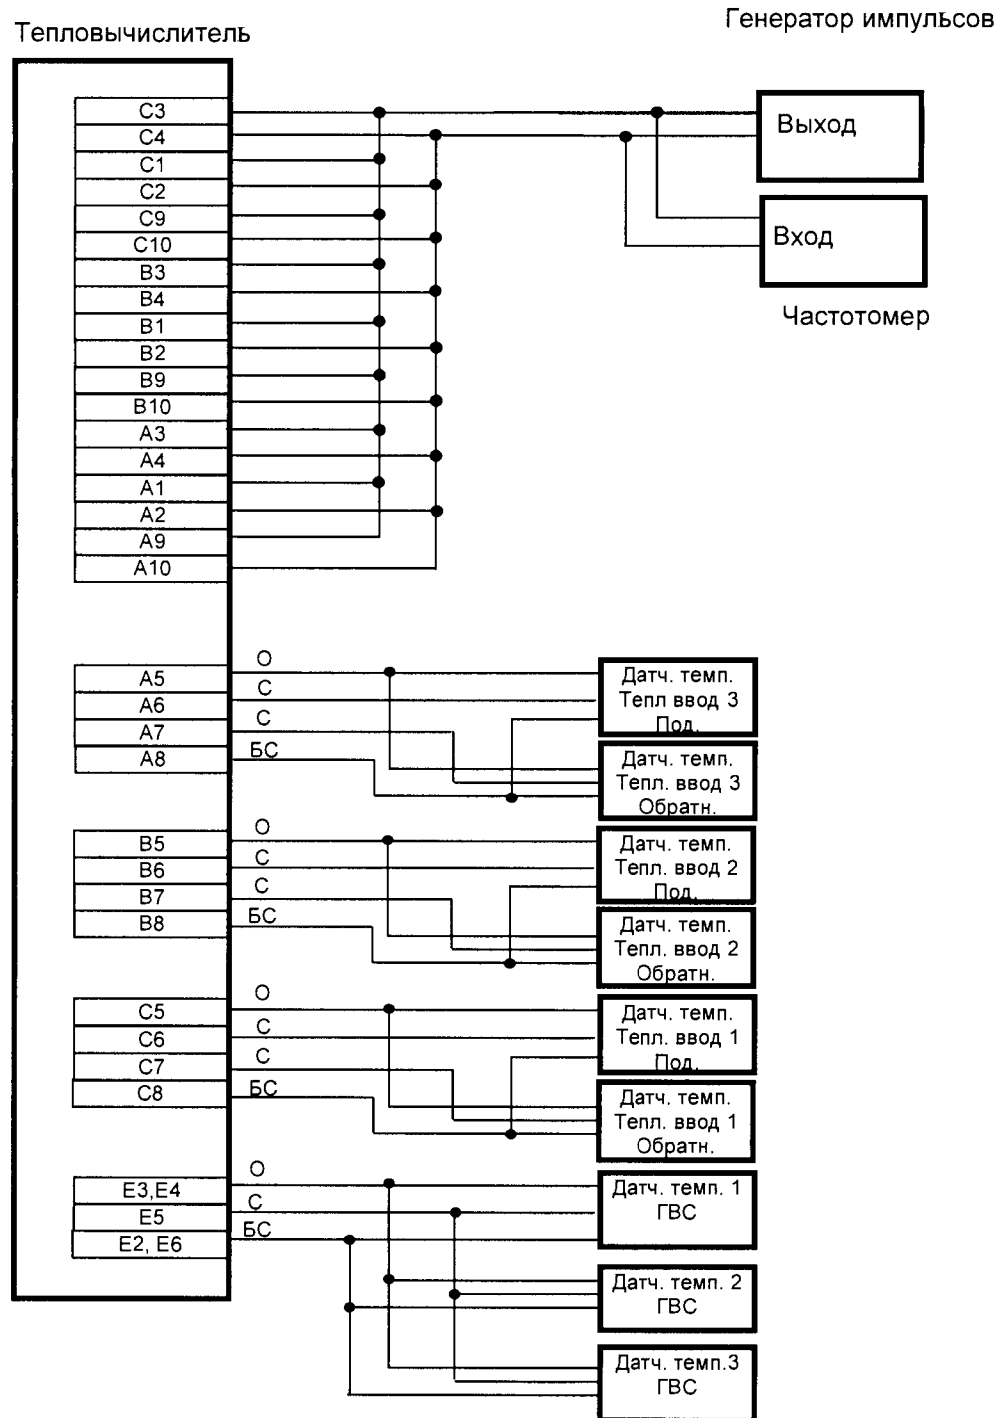 Генератор импульсов
Тепловычислитель
C3
C4
C1
C2
C9
C10
B3
B4
B1
B2
B9
B10
A3
A4
A1
A2
A9
A10
Выход
Вход
Частотомер
A5
A6
A7
A8
О
С
С
БС
Датч. темп.
Тепл ввод 3
Под.
Датч. темп.
Тепл. ввод 3
Обратн.
B5
B6
B7
B8
О
С
С
БС
Датч. темп.
Тепл. ввод 2
Под.
Датч. темп.
Тепл. ввод 2
Обратн.
C5
C6
C7
C8
О
С
С
БС
Датч. темп.
Тепл. ввод 1
Под.
Датч. темп.
Тепл. ввод 1
Обратн.
E3,E4
E5
E2, E6
О
С
БС
Датч. темп. 1
ГВС
Датч. темп. 2
ГВС
Датч. темп.3
ГВС